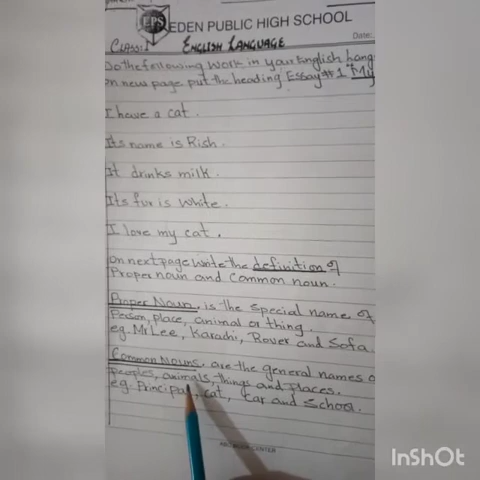 EPS EDEN PUBLIC HIGH SCHOOL
Date:
CLASS: I ENGLISH LANGUAGE
Do the following work in your English
on new page put the heading Essay # 1 "My
I have a cat.
Its name is Rish.
It drinks milk.
Its fur is white.
I love my cat.
on next page write the definition of
Proper noun and Common noun.
Proper Noun, is the special name of
Person, place, animal or thing.
eg. Mr Lee, Karachi, Rover and Sofa.
Common Nouns, are the general names o
peoples, animals, things and places.
eg. Principal, cat, Car and School.
CENTER
InShOt